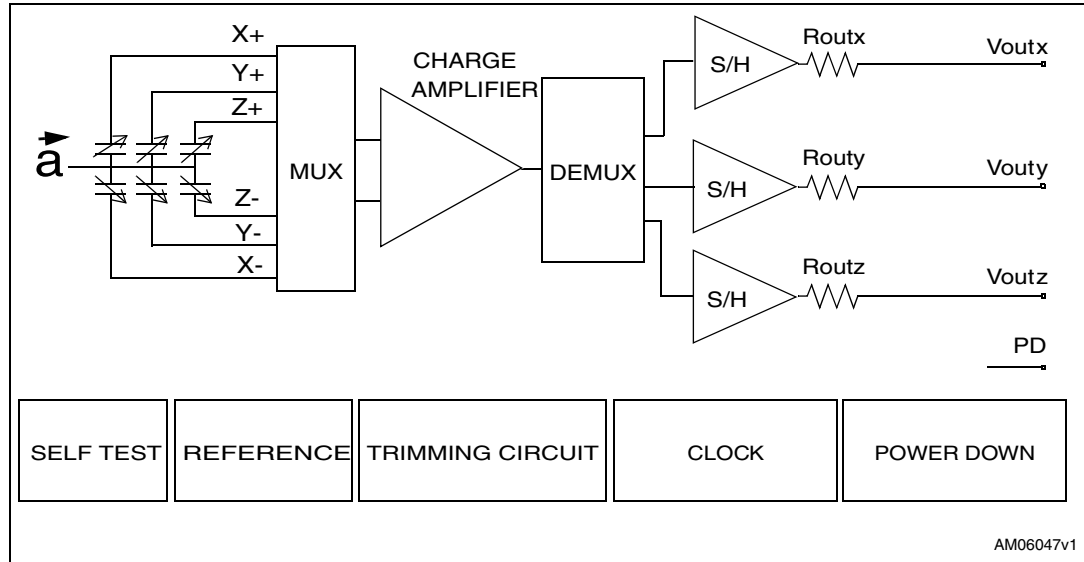 X+
Y+
Z+
a
Z-
Y-
X-
MUX
CHARGE
AMPLIFIER
DEMUX
S/H
Routx
Voutx
S/H
Routy
Vouty
S/H
Routz
Voutz
PD
SELF TEST
REFERENCE
TRIMMING CIRCUIT
CLOCK
POWER DOWN
AM06047v1